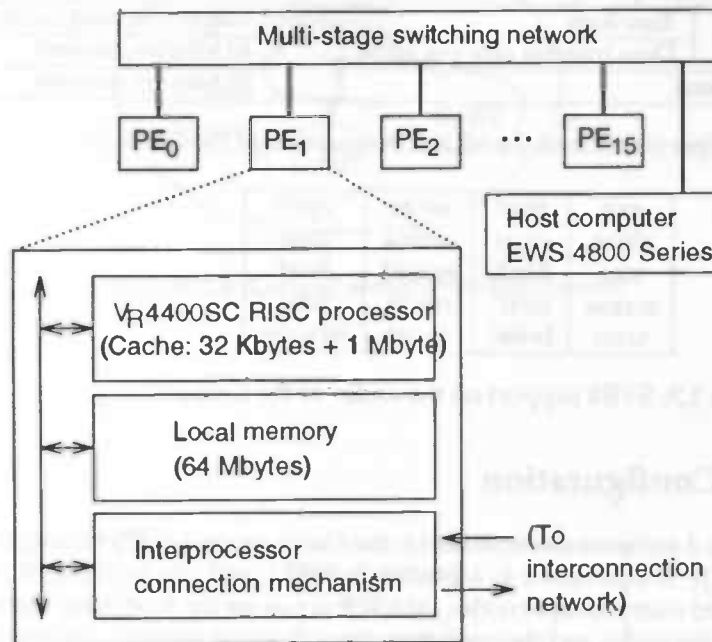 Multi-stage switching network
PE0 PE1 PE2 ... PE15
Host computer
EWS 4800 Series
VR4400SC RISC processor
(Cache: 32 Kbytes + 1 Mbyte)
Local memory
(64 Mbytes)
Interprocessor
connection mechanism
(To
interconnection
network)